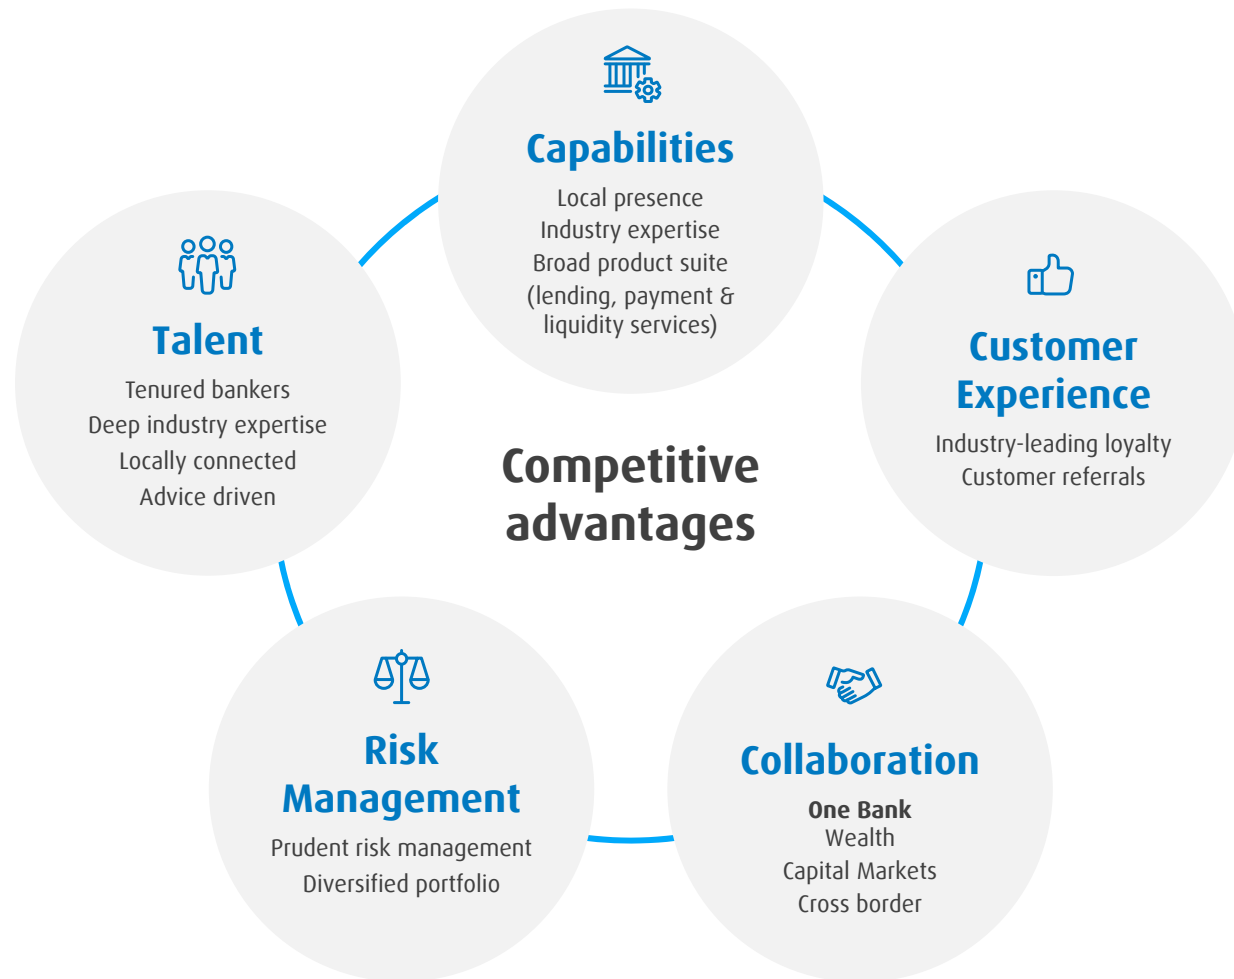 Capabilities
Local presence
Industry expertise
Broad product suite
(lending, payment &
liquidity services)
Talent
Tenured bankers
Deep industry expertise
Locally connected
Advice driven
Customer
Experience
Industry-leading loyalty
Customer referrals
Competitive
advantages
Risk
Management
Prudent risk management
Diversified portfolio
Collaboration
One Bank
Wealth
Capital Markets
Cross border